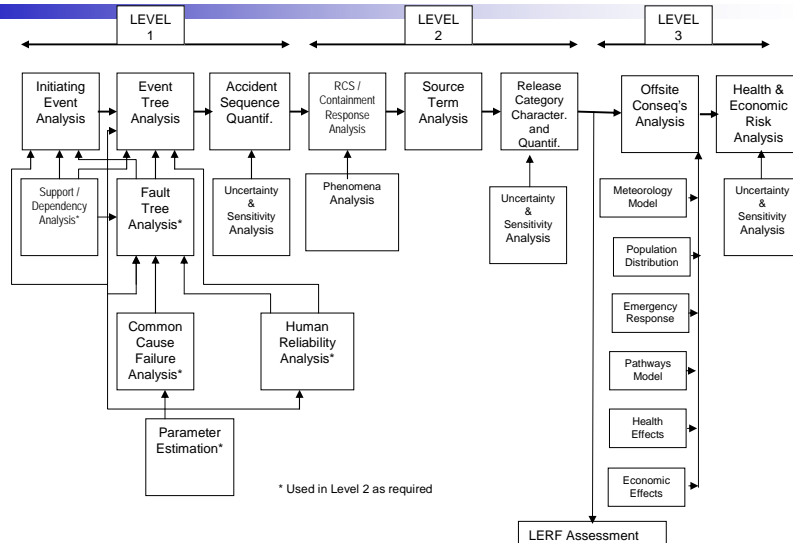 LEVEL
1
LEVEL
2
LEVEL
3
Initiating
Event
Analysis
Event
Tree
Analysis
Accident
Sequence
Quantif.
RCS /
Containment
Response
Analysis
Source
Term
Analysis
Release
Category
Character.
and
Quantif.
Offsite
Conseq's
Analysis
Health &
Economic
Risk
Analysis
Support /
Dependency
Analysis*
Fault
Tree
Analysis*
Uncertainty
&
Sensitivity
Analysis
Phenomena
Analysis
Uncertainty
&
Sensitivity
Analysis
Meteorology
Model
Uncertainty
&
Sensitivity
Analysis
Population
Distribution
Emergency
Response
Common
Cause
Failure
Analysis*
Human
Reliability
Analysis*
Pathways
Model
Parameter
Estimation*
Health
Effects
* Used in Level 2 as required
Economic
Effects
LERF Assessment